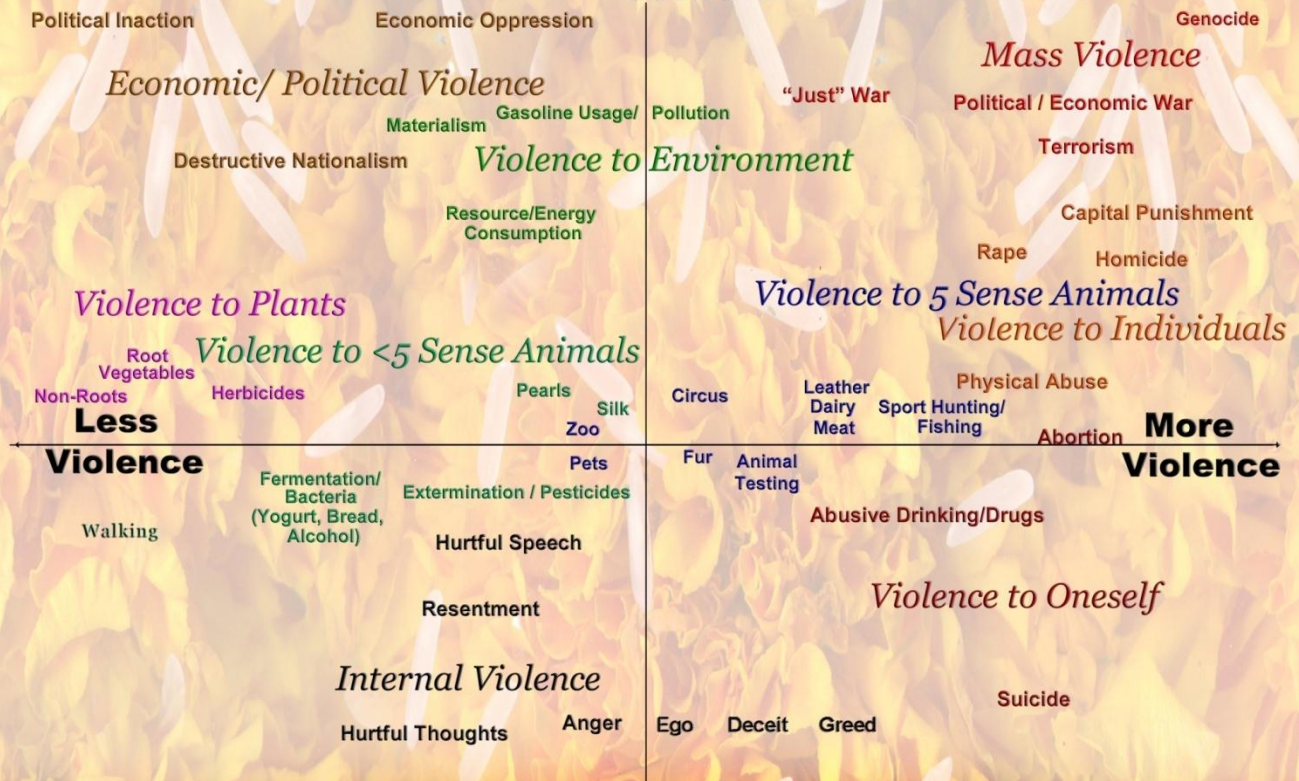 Political Inaction
Economic Oppression
Genocide
Mass Violence
Economic/ Political Violence
"Just" War
Political / Economic War
Gasoline Usage/ Pollution
Materialism
Terrorism
Destructive Nationalism
Violence to Environment
Resource/Energy
Consumption
Capital Punishment
Rape
Homicide
Violence to Plants
Violence to 5 Sense Animals
Violence to Individuals
Violence to <5 Sense Animals
Root
Vegetables
Non-Roots
Herbicides
Pearls
Silk
Zoo
Circus
Leather
Dairy
Meat
Sport Hunting/
Fishing
Physical Abuse
Abortion
Less
Violence
More
Violence
Pets
Fur
Animal
Testing
Fermentation/
Bacteria
(Yogurt, Bread,
Alcohol)
Extermination / Pesticides
Walking
Hurtful Speech
Abusive Drinking/Drugs
Resentment
Violence to Oneself
Internal Violence
Suicide
Hurtful Thoughts
Anger
Ego
Deceit
Greed